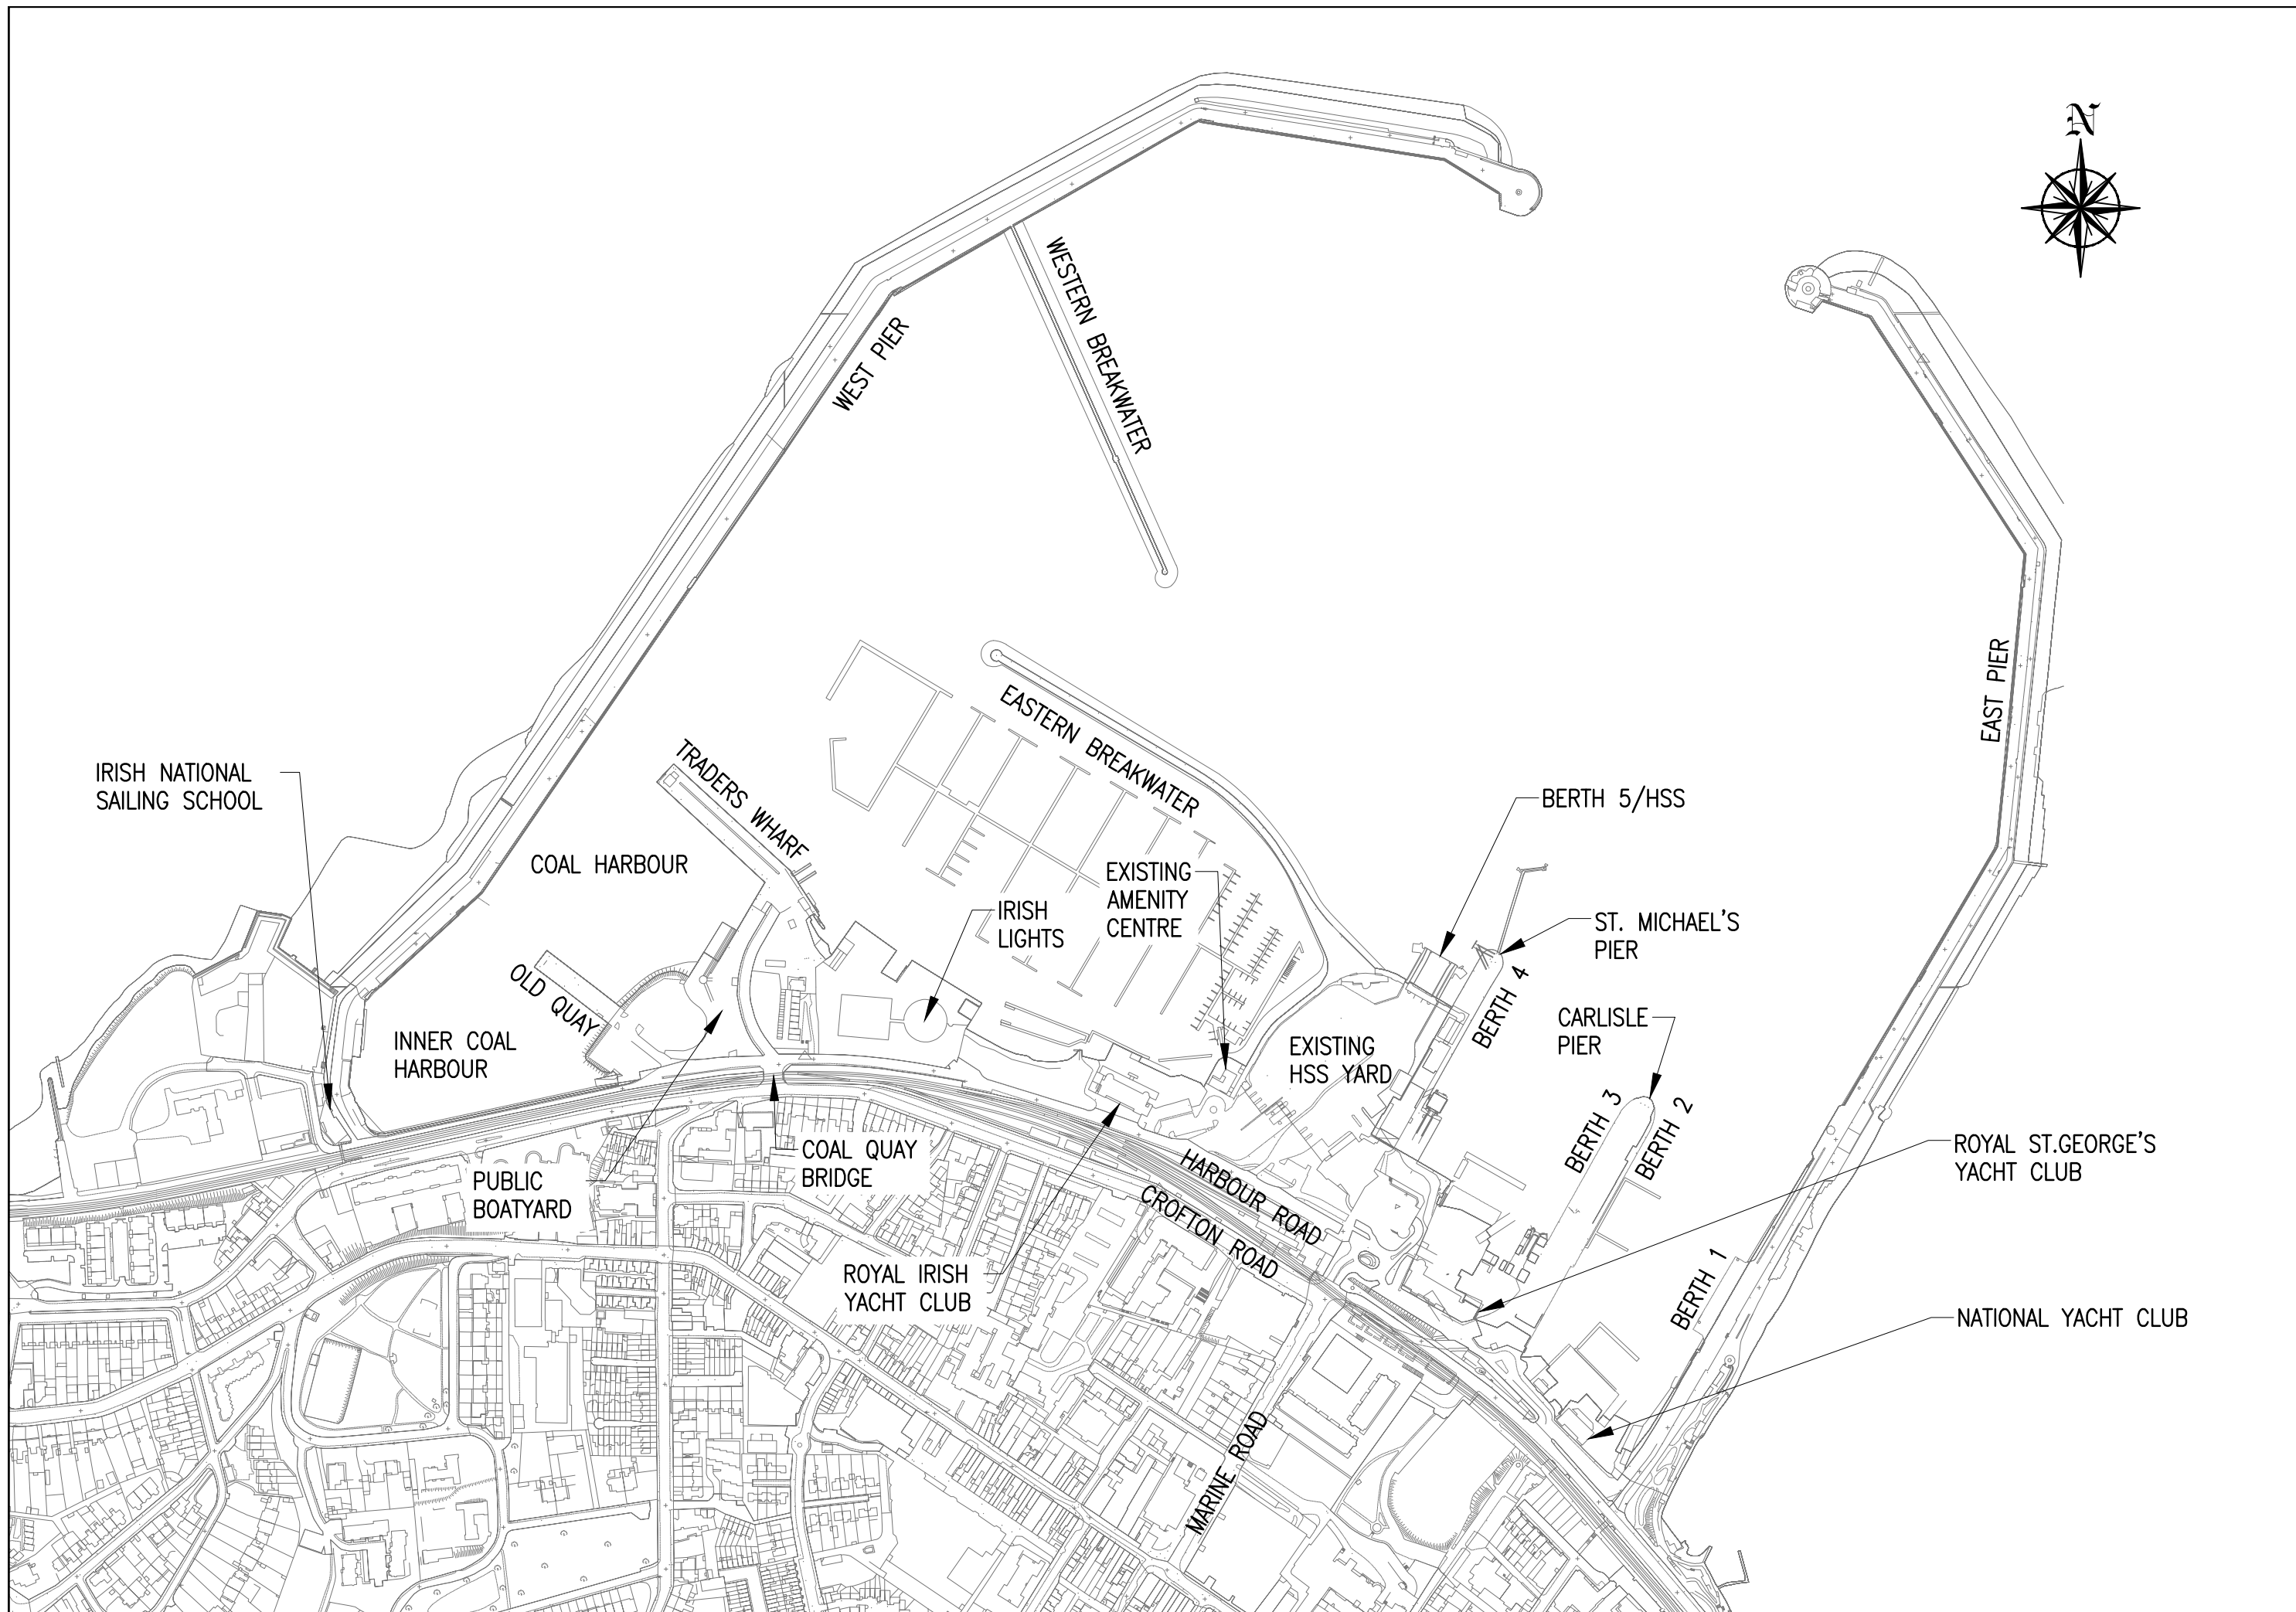 N
WESTERN BREAKWATER
WEST PIER
EAST PIER
EASTERN BREAKWATER
TRADERS WHARF
IRISH NATIONAL
SAILING SCHOOL
BERTH 5/HSS
COAL HARBOUR
EXISTING
AMENITY
CENTRE
IRISH
LIGHTS
ST. MICHAEL'S
PIER
OLD QUAY
BERTH 4
CARLISLE
PIER
INNER COAL
HARBOUR
EXISTING
HSS YARD
BERTH 3
BERTH 2
COAL QUAY
BRIDGE
ROYAL ST.GEORGE'S
YACHT CLUB
PUBLIC
BOATYARD
HARBOUR ROAD
CROFTON ROAD
ROYAL IRISH
YACHT CLUB
BERTH 1
NATIONAL YACHT CLUB
MARINE ROAD